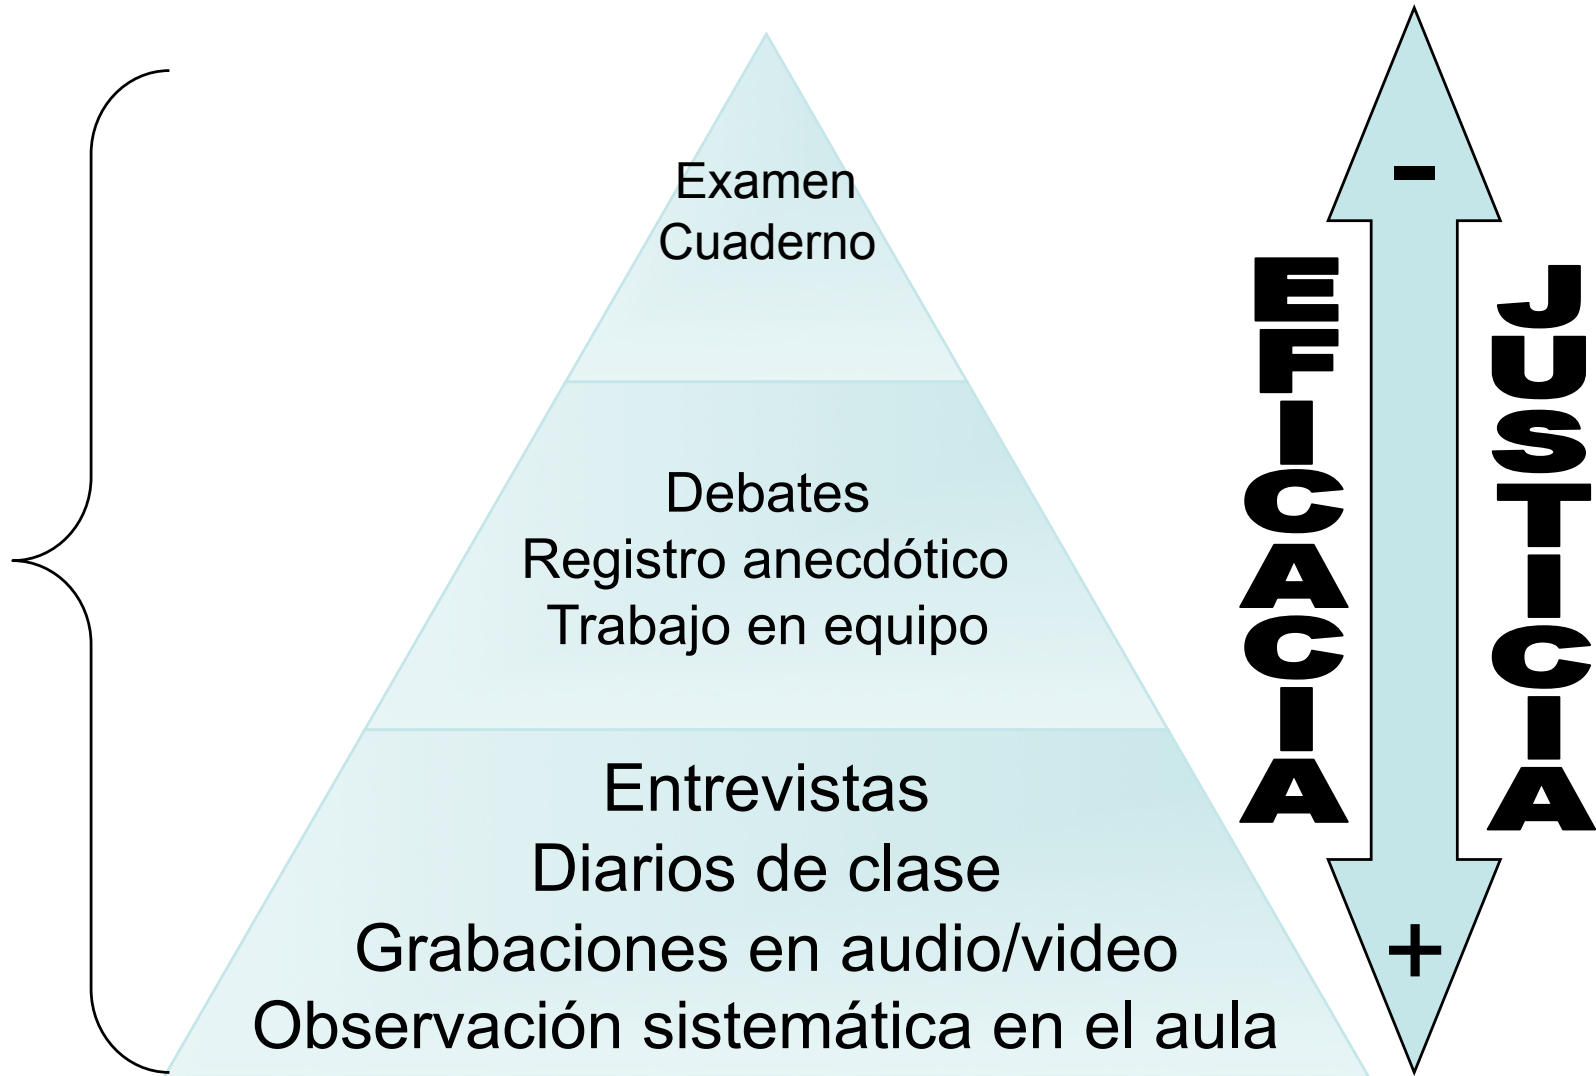 Examen
Cuaderno
Debates
Registro anecdótico
Trabajo en equipo
Entrevistas
Diarios de clase
Grabaciones en audio/video
Observación sistemática en el aula
EFICACIA
-
+
JUSTICIA